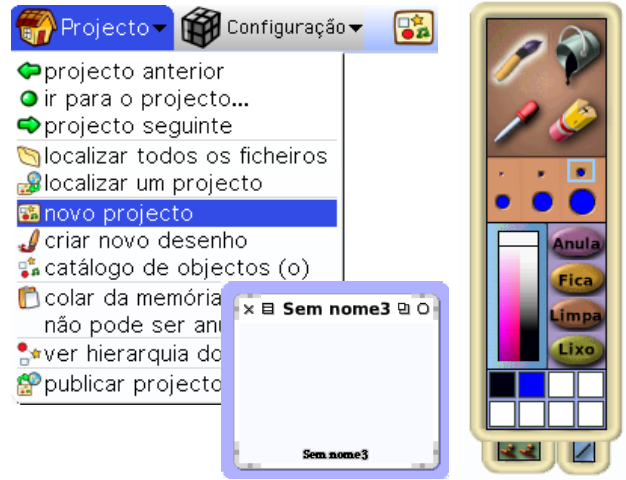 Projecto
Configuração
projecto anterior
ir para o projecto...
projecto seguinte
localizar todos os ficheiros
localizar um projecto
novo projecto
criar novo desenho
catálogo de objectos (o)
colar da memória
não pode ser anu
ver hierarquia do
publicar projecto
Sem nome3
Sem nome3
Anula
Fica
Limpa
Lixo